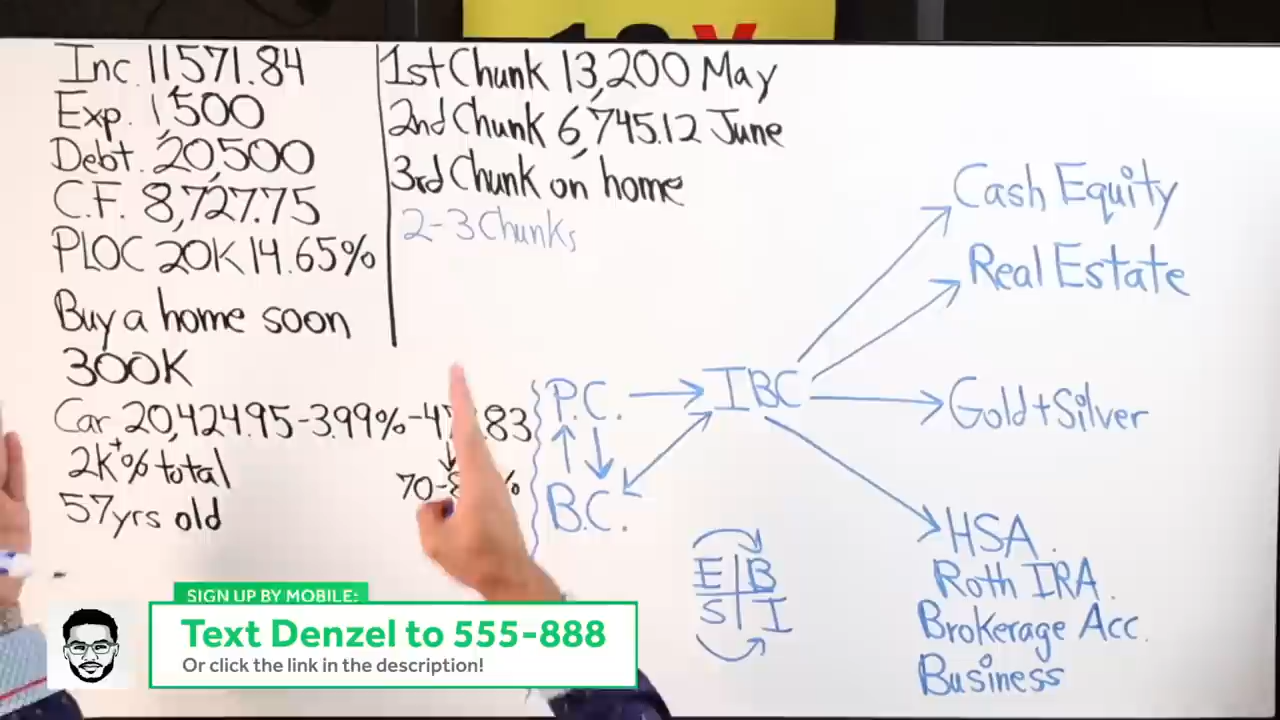 Inc 11571.84
Exp. 1,500
Debt. 20,500
C.F. 8,727.75
PLOC 20K 14.65%
Buy a home soon
300K
Car 20,424.95-3.99%-4
83
2K+% total
70-
%
57yrs old
1st Chunk 13,200 May
2nd Chunk 6,745.12 June
3rd Chunk on home
2-3 Chunks
P.C.
B.C.
IBC
E B
S I
Cash Equity
Real Estate
Gold+Silver
HSA.
Roth IRA.
Brokerage Acc.
Business
SIGN UP BY MOBILE:
Text Denzel to 555-888
Or click the link in the description!